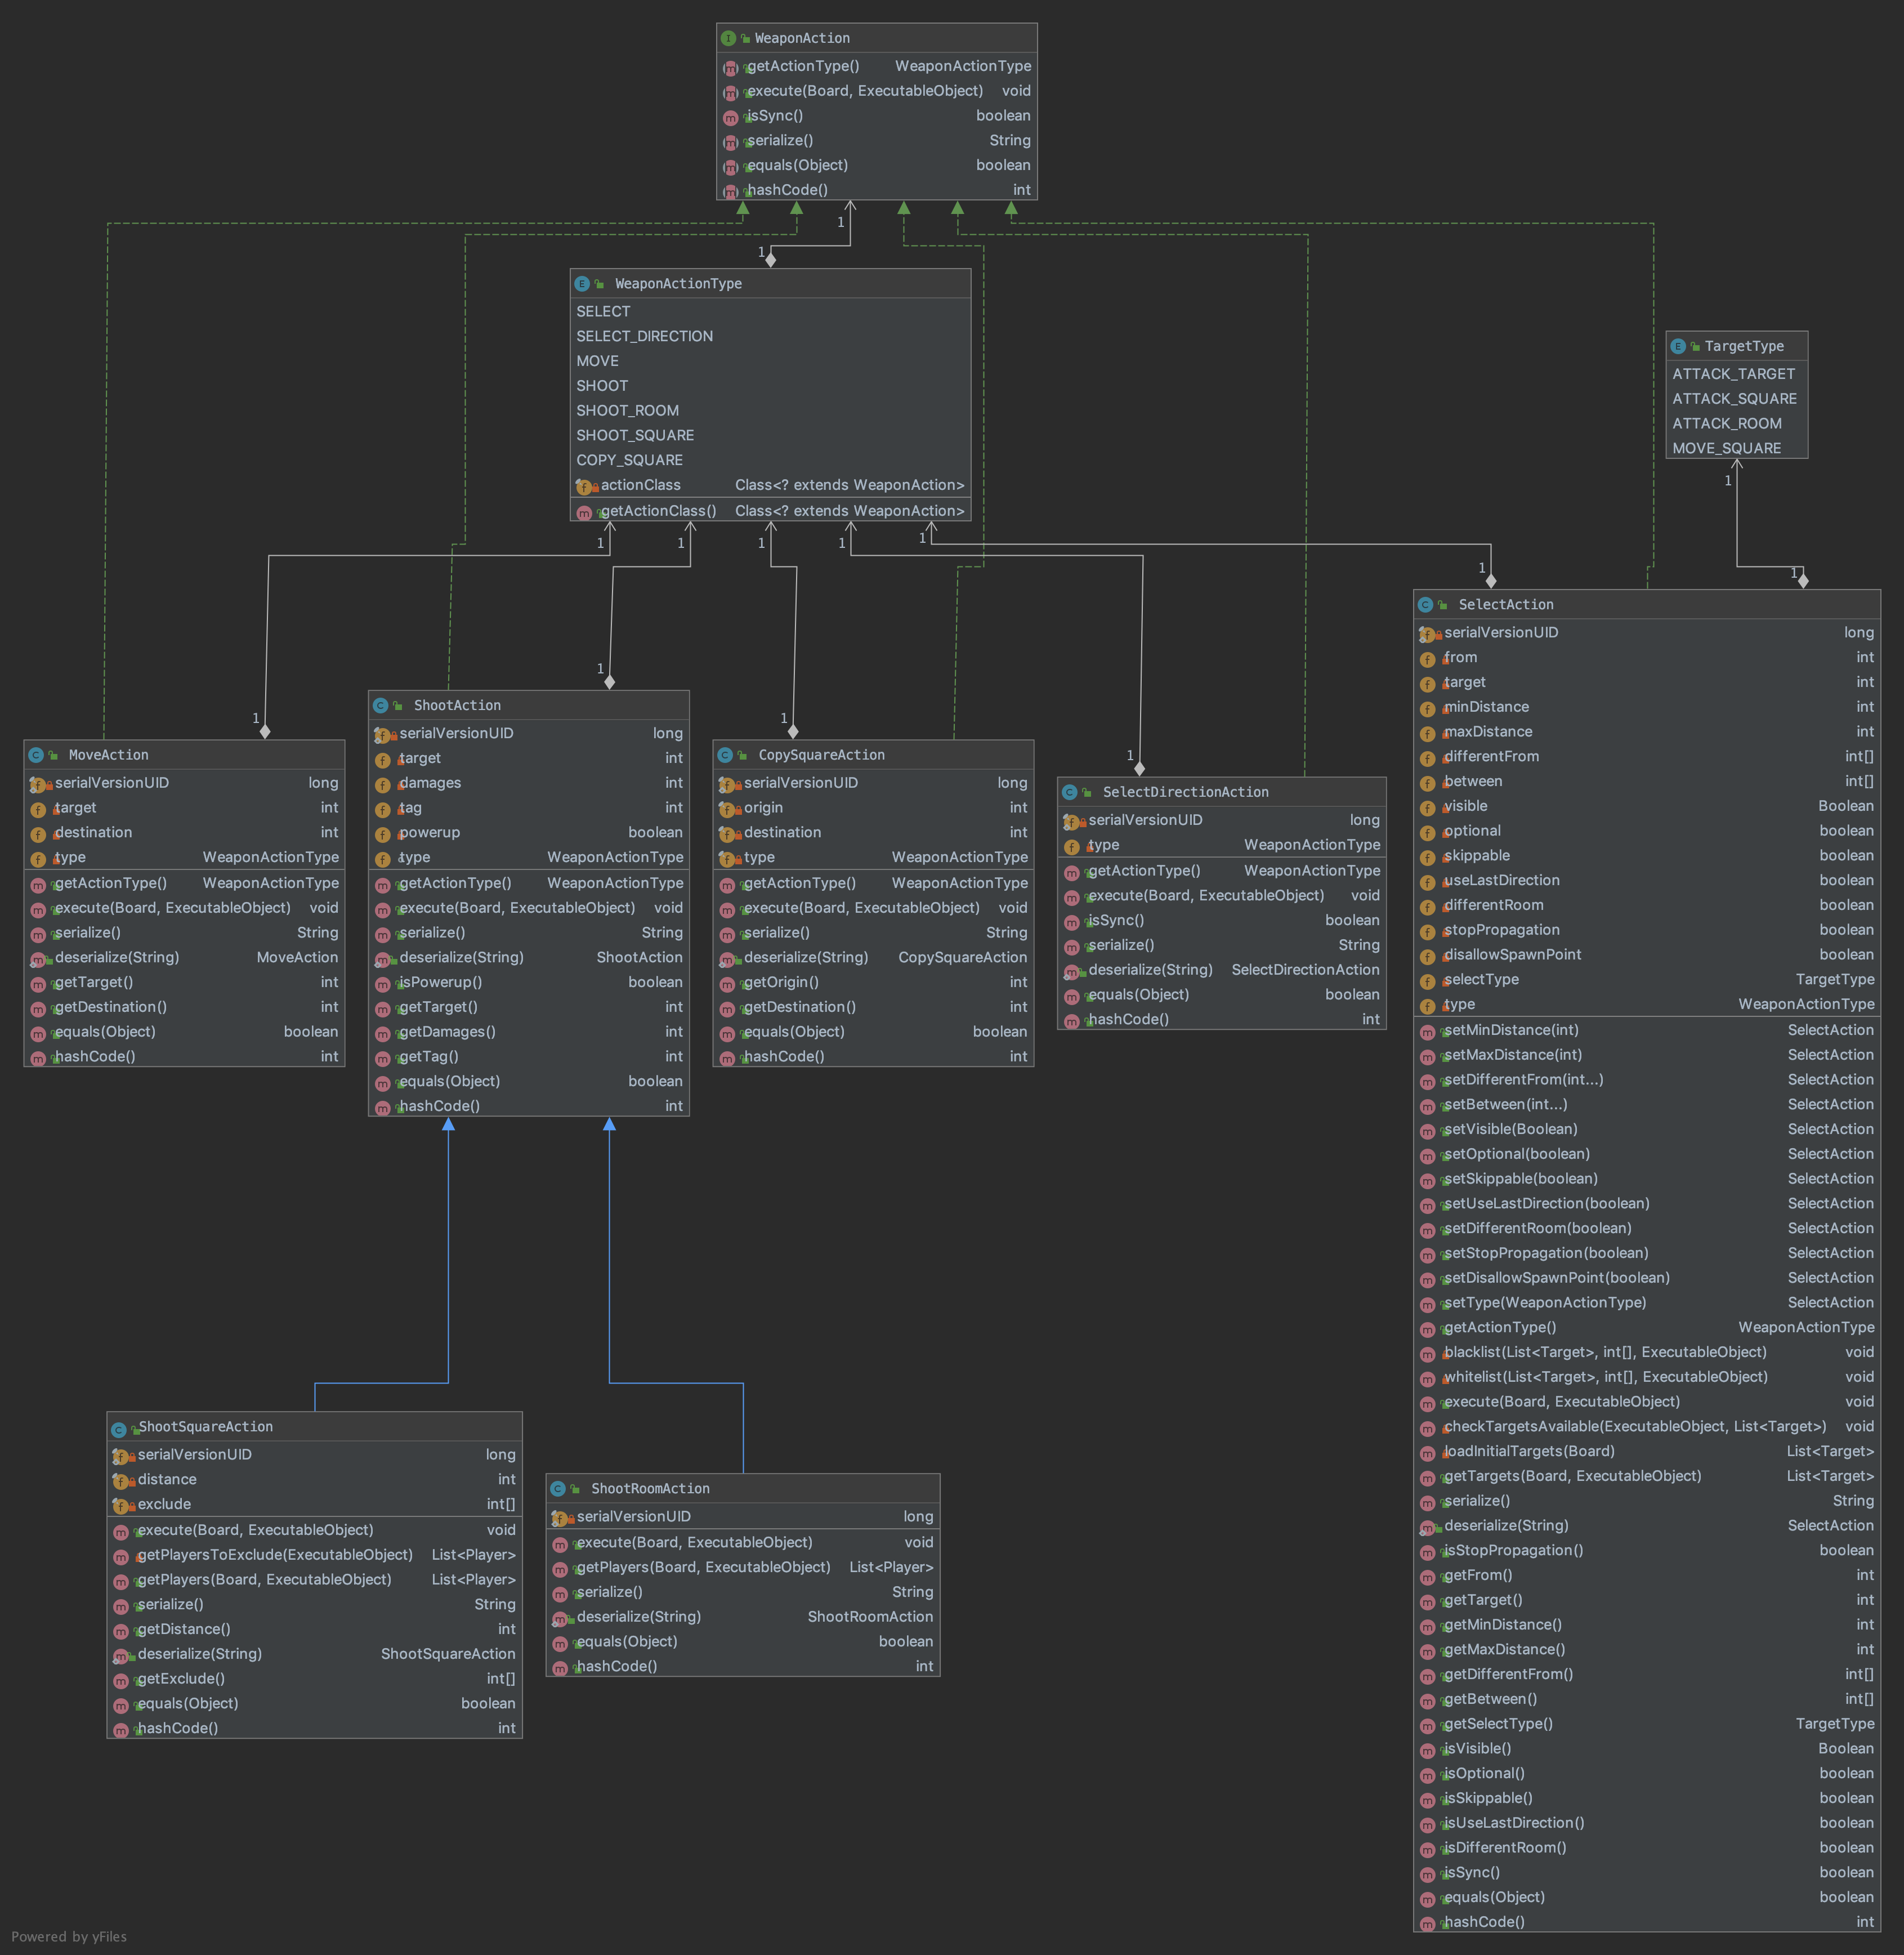 WeaponAction
getActionType() WeaponActionType
execute(Board, ExecutableObject) void
isSync() boolean
serialize() String
equals(Object) boolean
hashCode() int
1
1
WeaponActionType
SELECT
SELECT_DIRECTION
MOVE
SHOOT
SHOOT_ROOM
SHOOT_SQUARE
COPY_SQUARE
actionClass Class<? extends WeaponAction>
getActionClass() Class<? extends WeaponAction>
TargetType
ATTACK_TARGET
ATTACK_SQUARE
ATTACK_ROOM
MOVE_SQUARE
1
1 1 1 1 1
1 1
1
1 1
1
MoveAction
serialVersionUID long
target int
destination int
type WeaponActionType
getActionType() WeaponActionType
execute(Board, ExecutableObject) void
serialize() String
deserialize(String) MoveAction
getTarget() int
getDestination() int
equals(Object) boolean
hashCode() int
ShootAction
serialVersionUID long
target int
damages int
tag int
powerup boolean
type WeaponActionType
getActionType() WeaponActionType
execute(Board, ExecutableObject) void
serialize() String
deserialize(String) ShootAction
isPowerup() boolean
getTarget() int
getDamages() int
getTag() int
equals(Object) boolean
hashCode() int
CopySquareAction
serialVersionUID long
origin int
destination int
type WeaponActionType
getActionType() WeaponActionType
execute(Board, ExecutableObject) void
serialize() String
deserialize(String) CopySquareAction
getOrigin() int
getDestination() int
equals(Object) boolean
hashCode() int
SelectDirectionAction
serialVersionUID long
type WeaponActionType
getActionType() WeaponActionType
execute(Board, ExecutableObject) void
isSync() boolean
serialize() String
deserialize(String) SelectDirectionAction
equals(Object) boolean
hashCode() int
SelectAction
serialVersionUID long
from int
target int
minDistance int
maxDistance int
differentFrom int[]
between int[]
visible Boolean
optional boolean
skippable boolean
useLastDirection boolean
differentRoom boolean
stopPropagation boolean
disallowSpawnPoint boolean
selectType TargetType
type WeaponActionType
setMinDistance(int) SelectAction
setMaxDistance(int) SelectAction
setDifferentFrom(int...) SelectAction
setBetween(int...) SelectAction
setVisible(Boolean) SelectAction
setOptional(boolean) SelectAction
setSkippable(boolean) SelectAction
setUseLastDirection(boolean) SelectAction
setDifferentRoom(boolean) SelectAction
setStopPropagation(boolean) SelectAction
setDisallowSpawnPoint(boolean) SelectAction
setType(WeaponActionType) SelectAction
getActionType() WeaponActionType
blacklist(List<Target>, int[], ExecutableObject) void
whitelist(List<Target>, int[], ExecutableObject) void
execute(Board, ExecutableObject) void
checkTargetsAvailable(ExecutableObject, List<Target>) void
loadInitialTargets(Board) List<Target>
getTargets(Board, ExecutableObject) List<Target>
serialize() String
deserialize(String) SelectAction
isStopPropagation() boolean
getFrom() int
getTarget() int
getMinDistance() int
getMaxDistance() int
getDifferentFrom() int[]
getBetween() int[]
getSelectType() TargetType
isVisible() Boolean
isOptional() boolean
isSkippable() boolean
isUseLastDirection() boolean
isDifferentRoom() boolean
isSync() boolean
equals(Object) boolean
hashCode() int
ShootSquareAction
serialVersionUID long
distance int
exclude int[]
execute(Board, ExecutableObject) void
getPlayersToExclude(ExecutableObject) List<Player>
getPlayers(Board, ExecutableObject) List<Player>
serialize() String
getDistance() int
deserialize(String) ShootSquareAction
getExclude() int[]
equals(Object) boolean
hashCode() int
ShootRoomAction
serialVersionUID long
execute(Board, ExecutableObject) void
getPlayers(Board, ExecutableObject) List<Player>
serialize() String
deserialize(String) ShootRoomAction
equals(Object) boolean
hashCode() int
Powered by yFiles